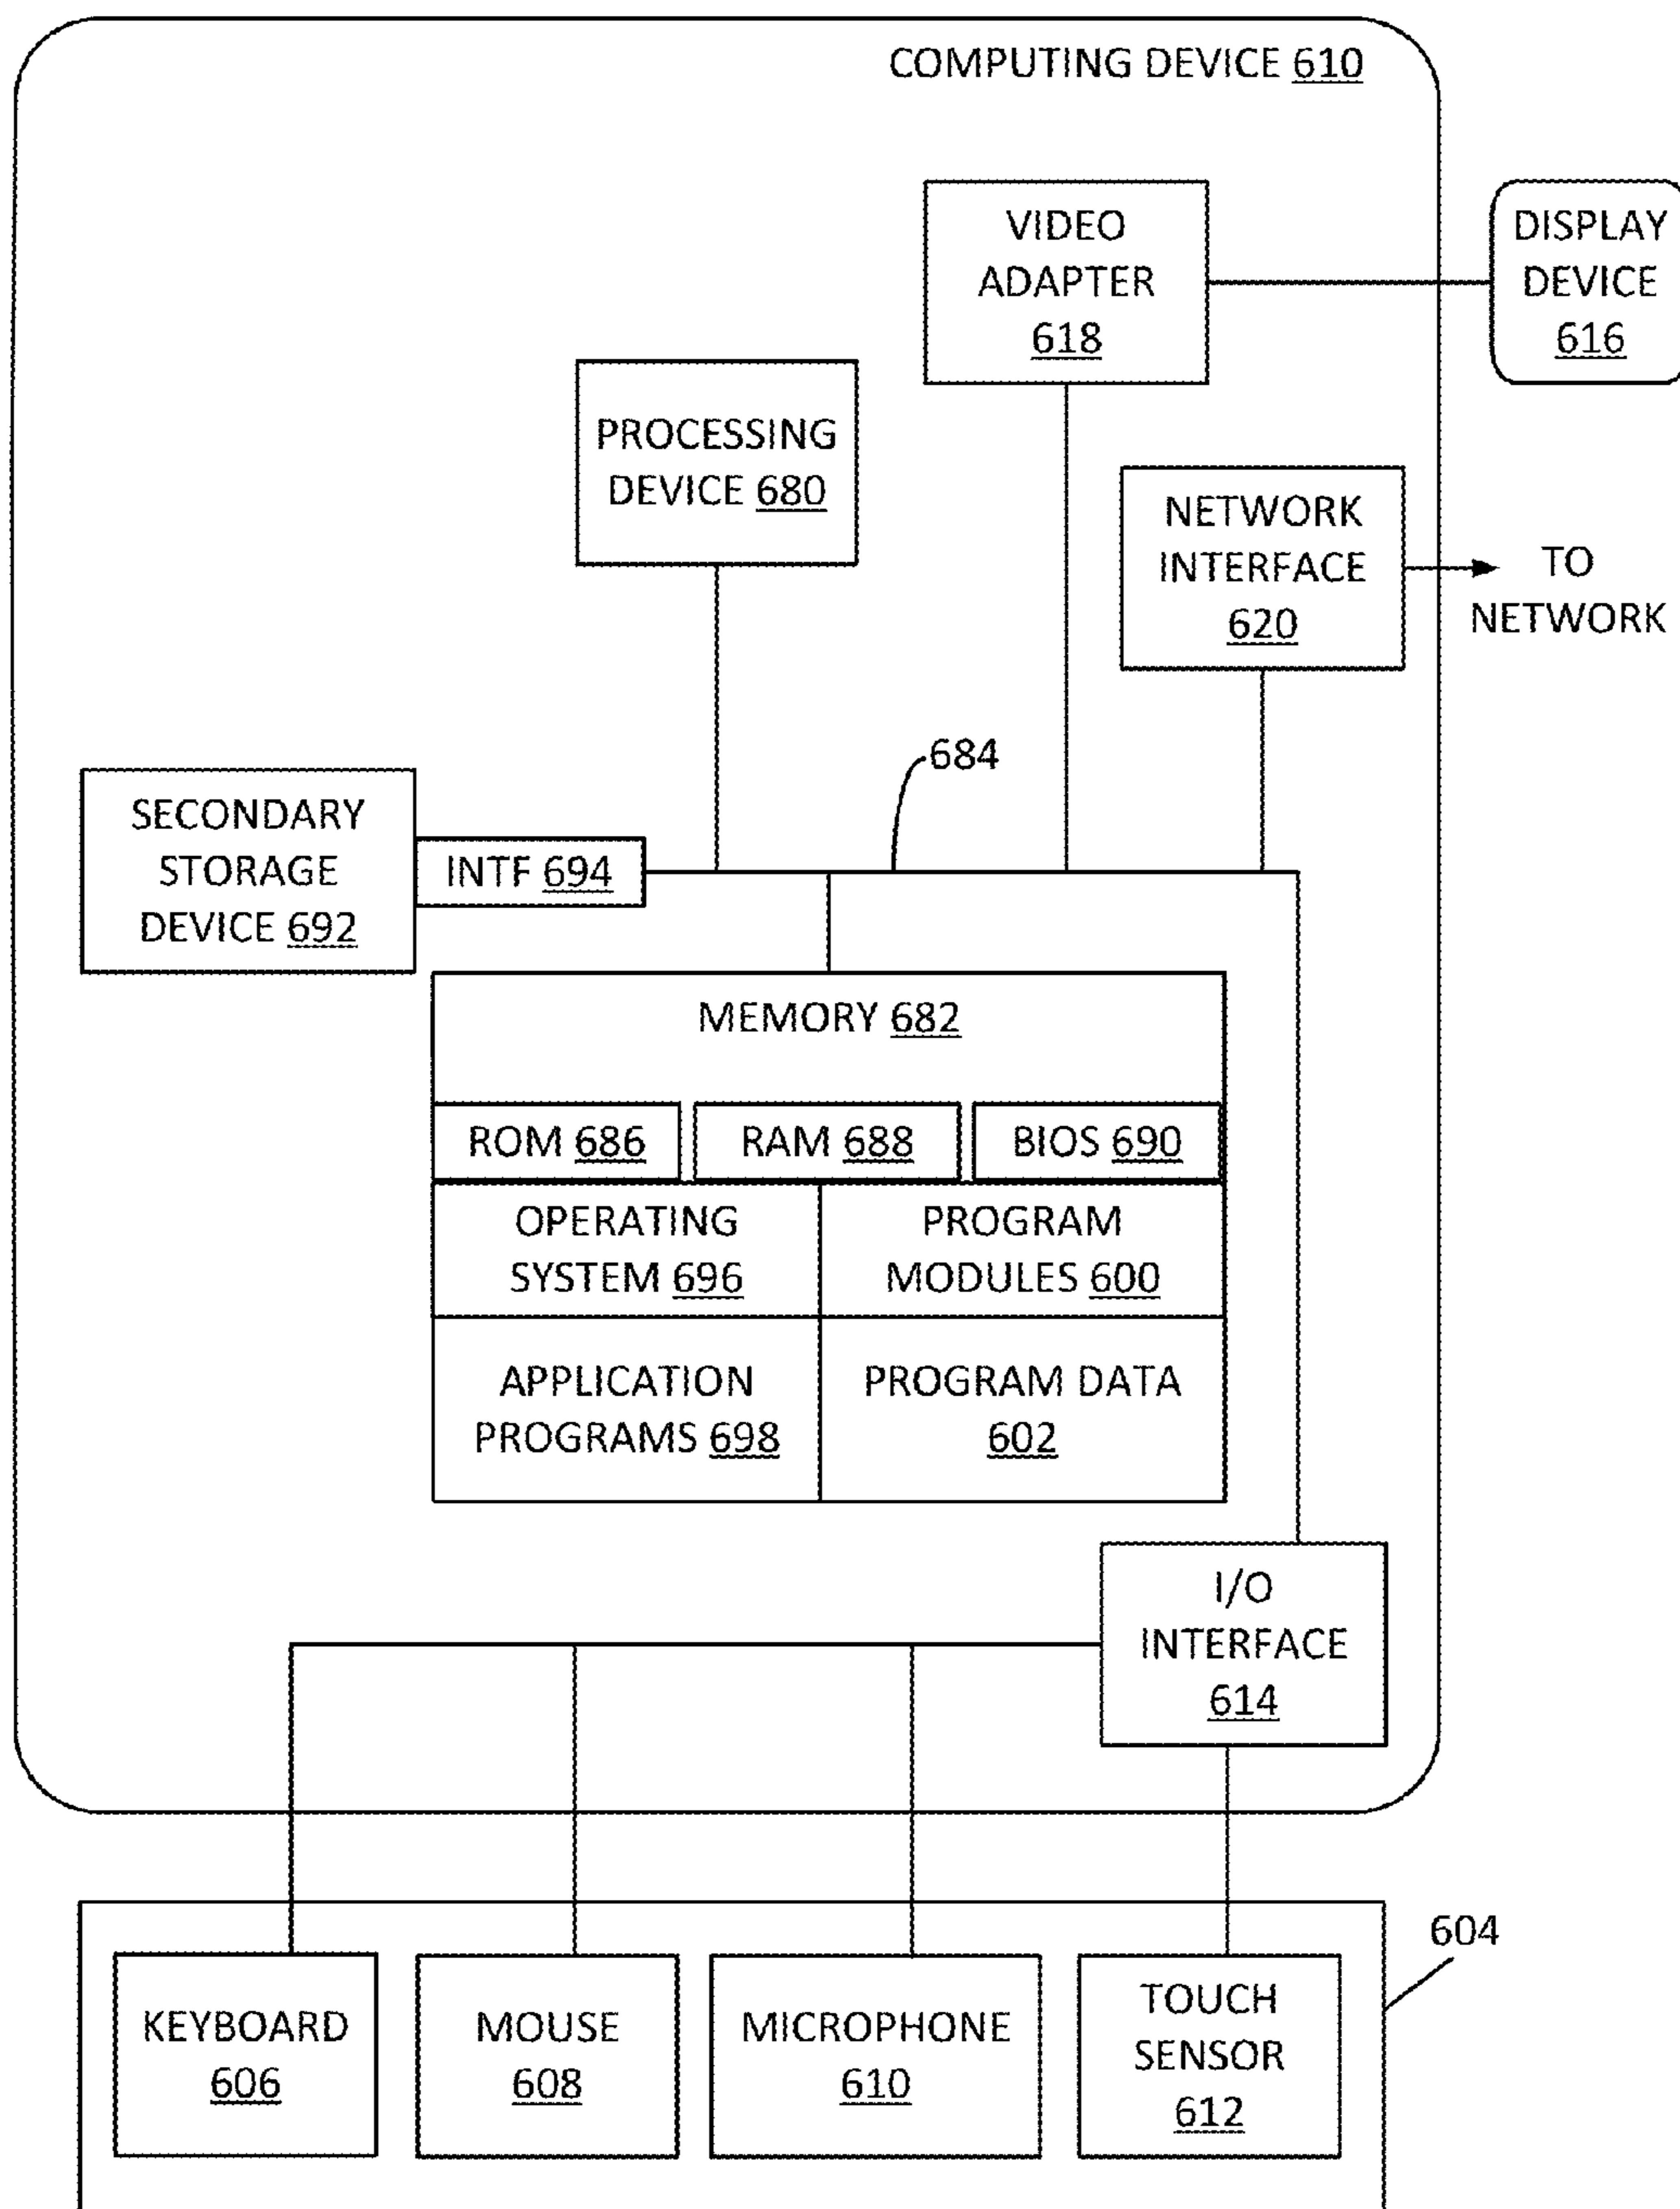 COMPUTING DEVICE 610
VIDEO
ADAPTER
618
DISPLAY
DEVICE
616
PROCESSING
DEVICE 680
NETWORK
INTERFACE
620
TO
NETWORK
684
SECONDARY
STORAGE
DEVICE 692
INTF 694
MEMORY 682
ROM 686
RAM 688
BIOS 690
OPERATING
SYSTEM 696
PROGRAM
MODULES 600
APPLICATION
PROGRAMS 698
PROGRAM DATA
602
I/O
INTERFACE
614
604
KEYBOARD
606
MOUSE
608
MICROPHONE
610
TOUCH
SENSOR
612